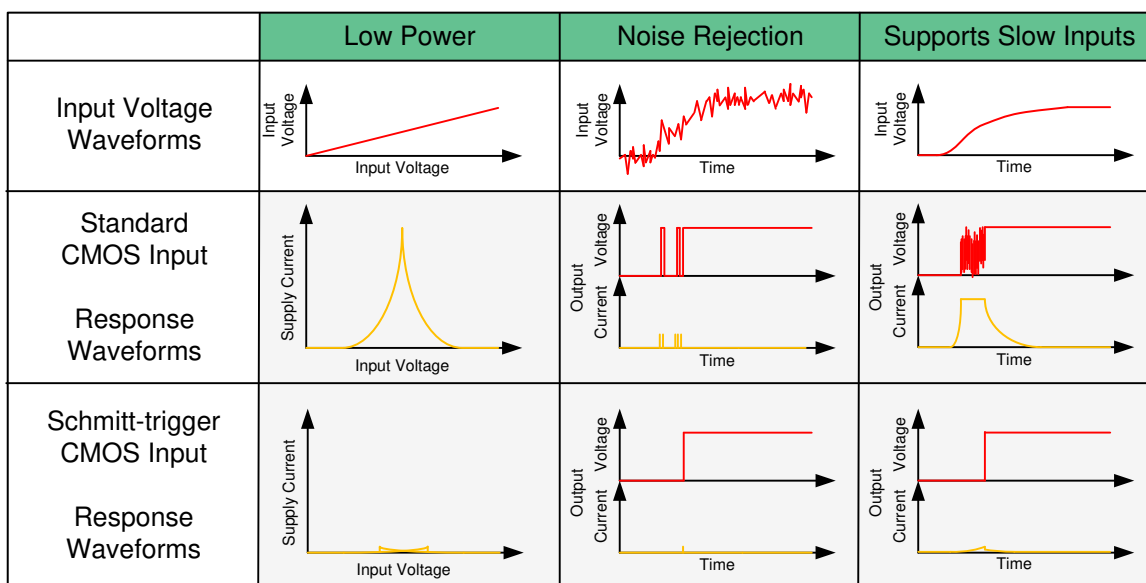 Low Power
Noise Rejection
Supports Slow Inputs
Input Voltage
Waveforms
Input
Voltage
Input Voltage
Input
Voltage
Time
Input
Voltage
Time
Standard
CMOS Input
Response
Waveforms
Supply Current
Input Voltage
Output
Voltage
Current
Time
Output
Voltage
Current
Time
Schmitt-trigger
CMOS Input
Response
Waveforms
Supply Current
Input Voltage
Output
Voltage
Current
Time
Output
Voltage
Current
Time